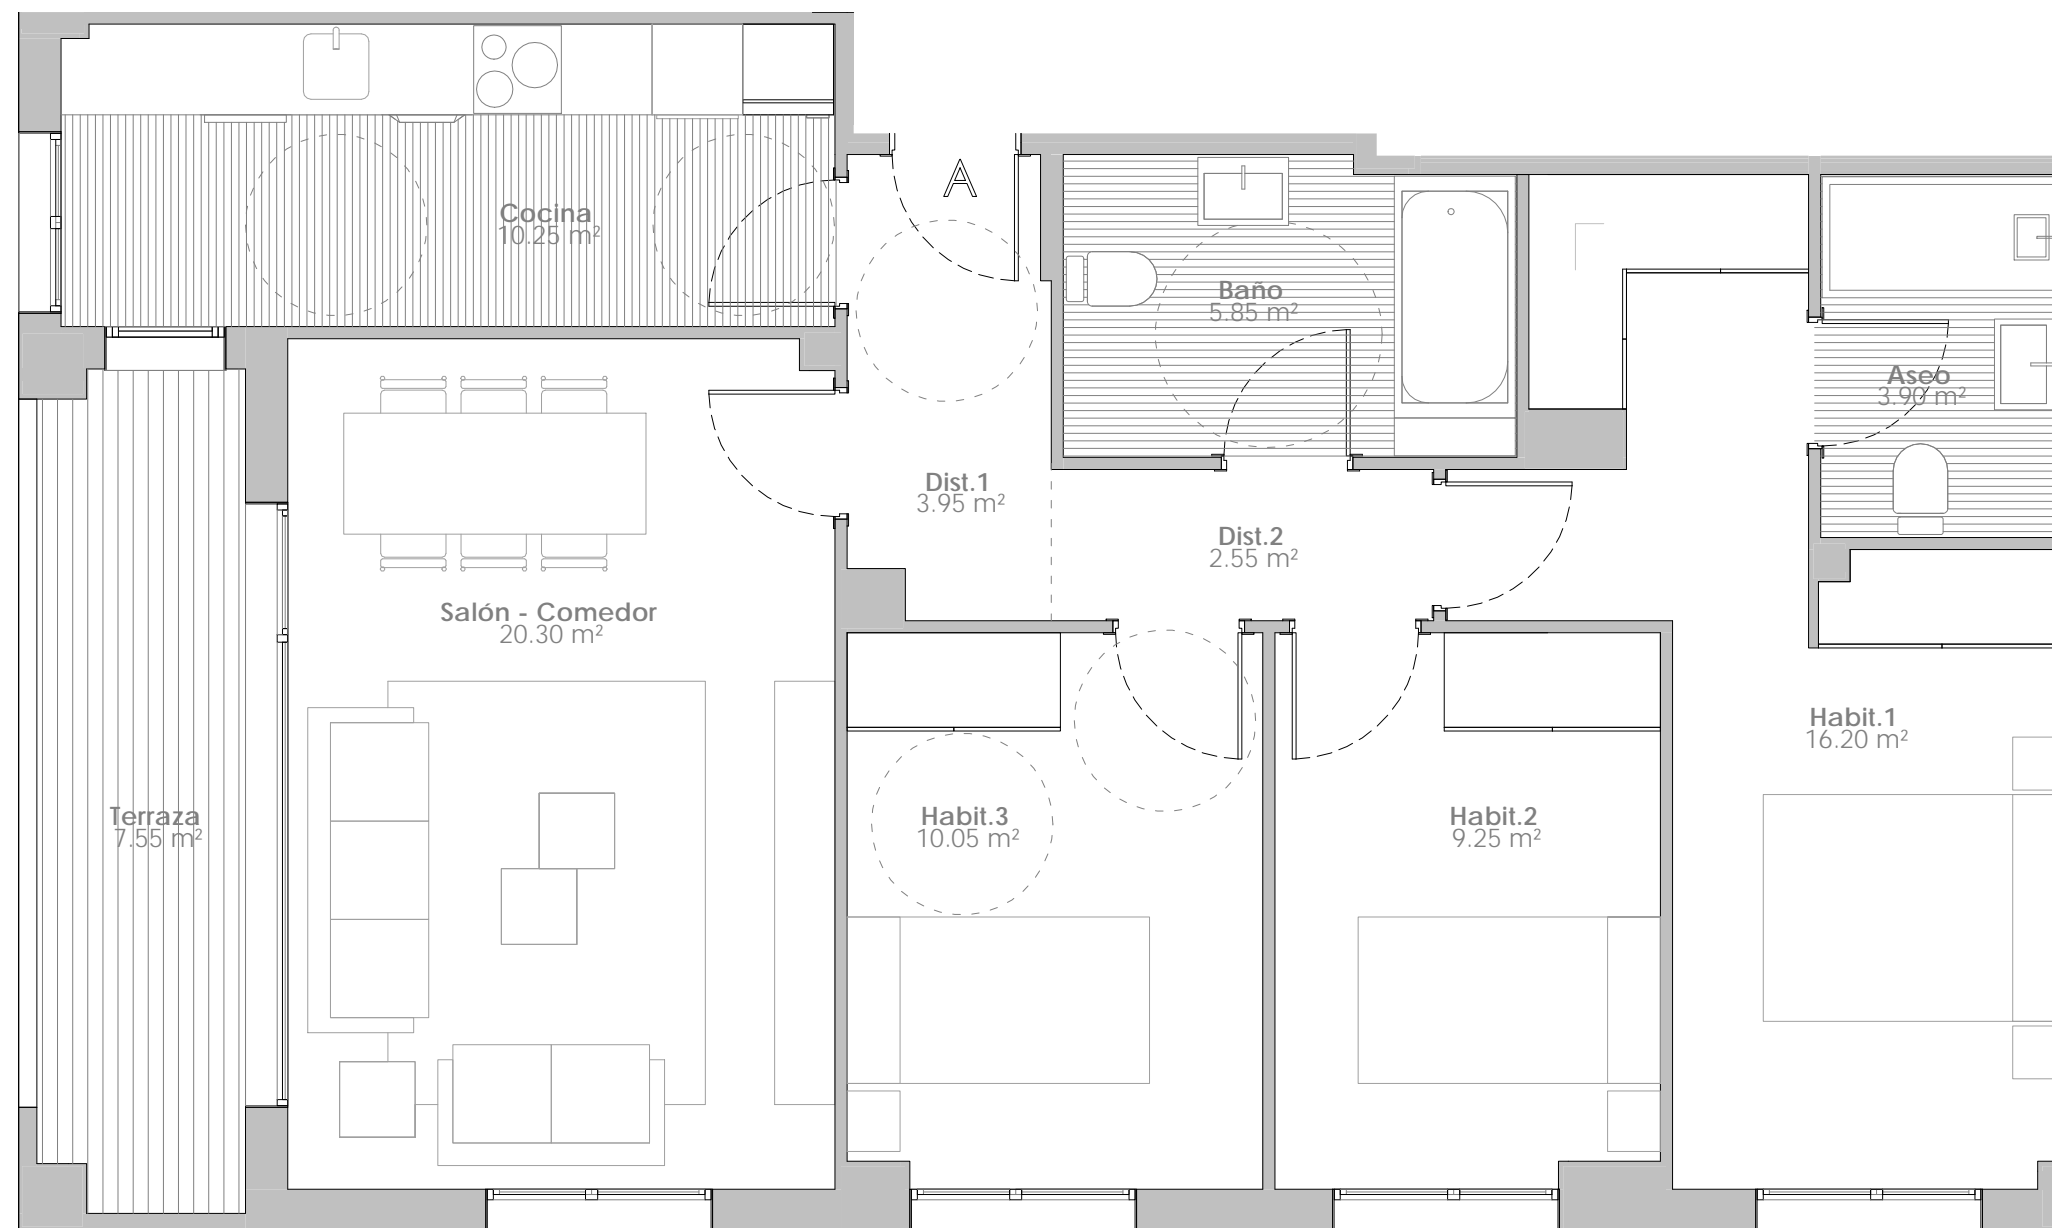 A
Cocina
10.25 m²
Baño
5.85 m²
Aseo
3.90 m²
Dist.1
3.95 m²
Dist.2
2.55 m²
Salón - Comedor
20.30 m²
Habit.1
16.20 m²
Terraza
7.55 m²
Habit.3
10.05 m²
Habit.2
9.25 m²